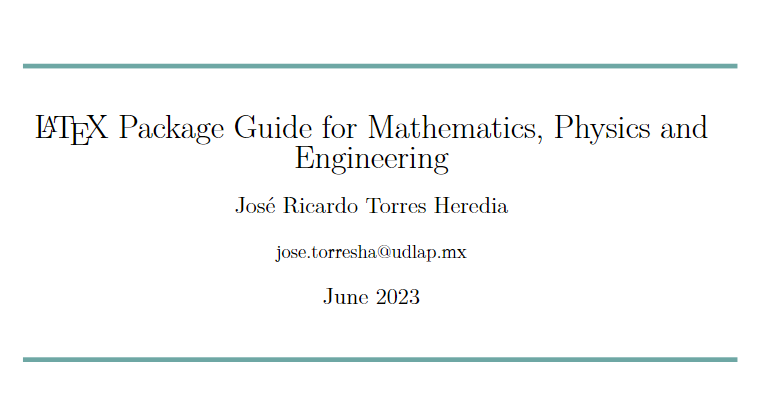 LATEX Package Guide for Mathematics, Physics and
Engineering
José Ricardo Torres Heredia
jose.torresha@udlap.mx
June 2023